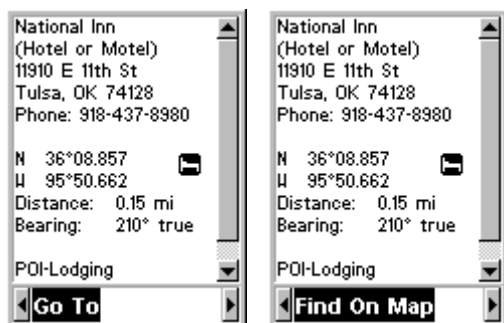 National Inn
(Hotel or Motel)
11910 E 11th St
Tulsa, OK 74128
Phone: 918-437-8980
N 36°08.857
W 95°50.662
Distance: 0.15 mi
Bearing: 210° true
POI-Lodging
Go To
National Inn
(Hotel or Motel)
11910 E 11th St
Tulsa, OK 74128
Phone: 918-437-8980
N 36°08.857
W 95°50.662
Distance: 0.15 mi
Bearing: 210° true
POI-Lodging
Find On Map